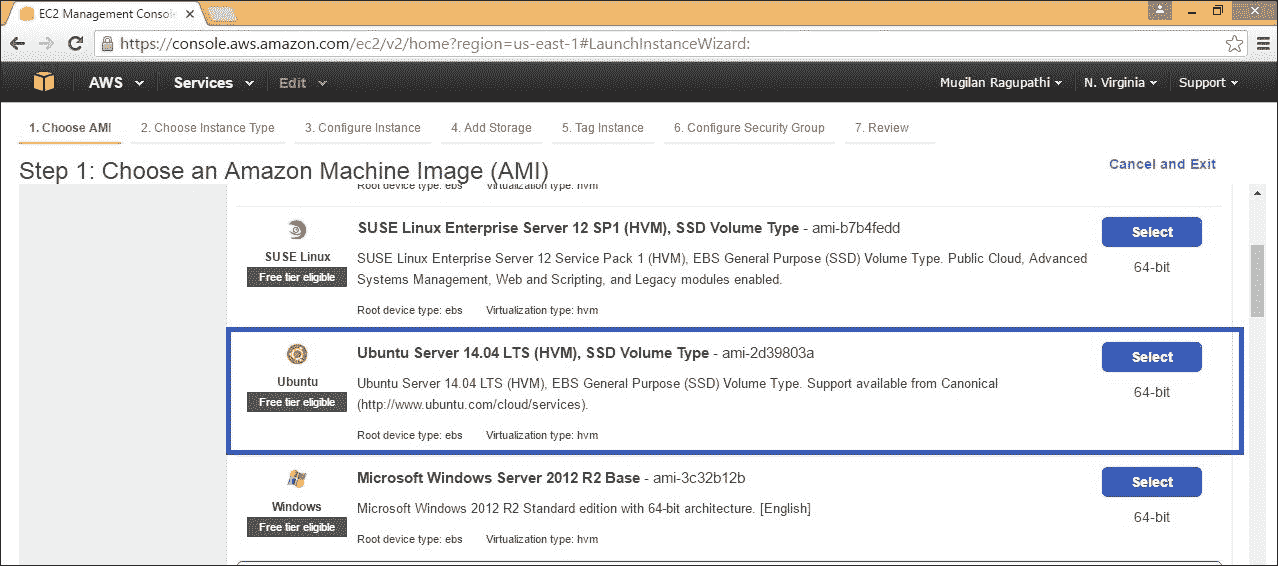 EC2 Management Console
https://console.aws.amazon.com/ec2/v2/home?region=us-east-1#LaunchInstanceWizard:
AWS Services Edit Mugilan Ragupathi N. Virginia Support
1. Choose AMI 2. Choose Instance Type 3. Configure Instance 4. Add Storage 5. Tag Instance 6. Configure Security Group 7. Review
Step 1: Choose an Amazon Machine Image (AMI) Cancel and Exit
Root device type: ebs Virtualization type: hvm
SUSE Linux Enterprise Server 12 SP1 (HVM), SSD Volume Type - ami-b7b4fedd Select
SUSE Linux
Free tier eligible
SUSE Linux Enterprise Server 12 Service Pack 1 (HVM), EBS General Purpose (SSD) Volume Type. Public Cloud, Advanced
Systems Management, Web and Scripting, and Legacy modules enabled.
64-bit
Root device type: ebs Virtualization type: hvm
Ubuntu Server 14.04 LTS (HVM), SSD Volume Type - ami-2d39803a Select
Ubuntu
Free tier eligible
Ubuntu Server 14.04 LTS (HVM), EBS General Purpose (SSD) Volume Type. Support available from Canonical
(http://www.ubuntu.com/cloud/services).
64-bit
Root device type: ebs Virtualization type: hvm
Microsoft Windows Server 2012 R2 Base - ami-3c32b12b Select
Windows
Free tier eligible
Microsoft Windows 2012 R2 Standard edition with 64-bit architecture. [English]
64-bit
Root device type: ebs Virtualization type: hvm